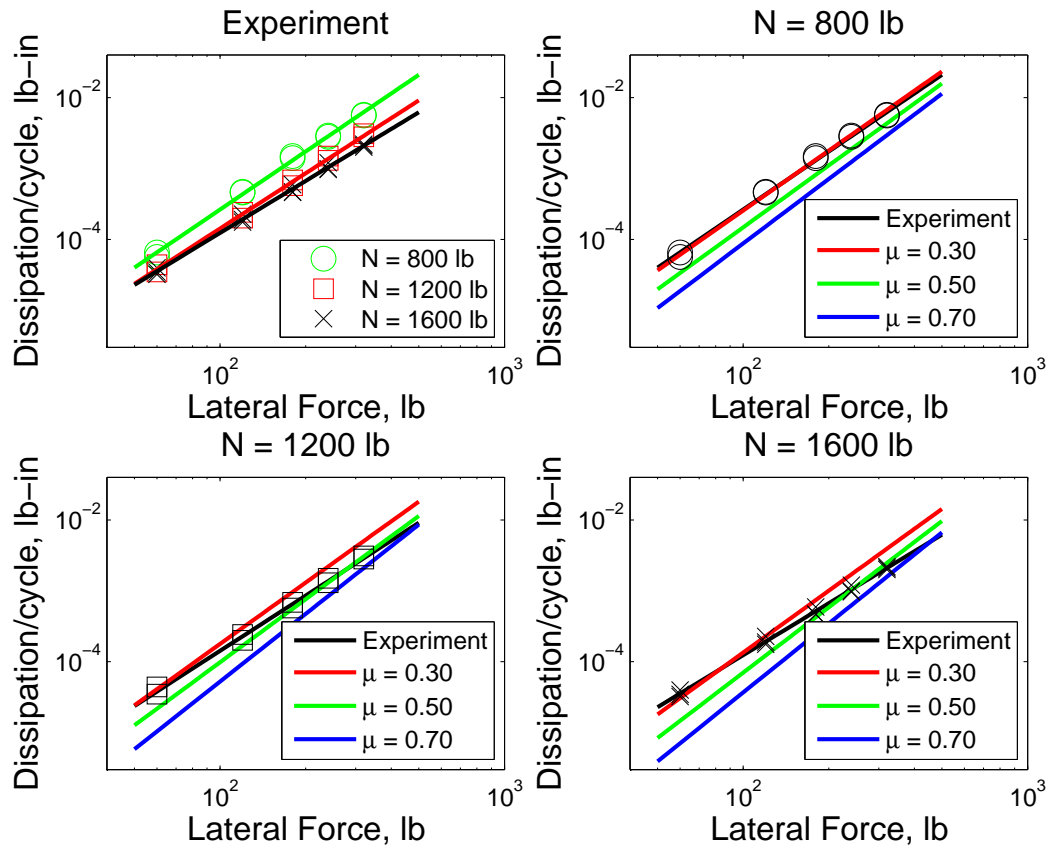 Experiment
Dissipation/cycle, lb−in
10^−2
10^−4
N = 800 lb
N = 1200 lb
N = 1600 lb
10^2
10^3
Lateral Force, lb
N = 800 lb
Dissipation/cycle, lb−in
10^−2
10^−4
Experiment
μ = 0.30
μ = 0.50
μ = 0.70
10^2
10^3
Lateral Force, lb
N = 1200 lb
Dissipation/cycle, lb−in
10^−2
10^−4
Experiment
μ = 0.30
μ = 0.50
μ = 0.70
10^2
10^3
Lateral Force, lb
N = 1600 lb
Dissipation/cycle, lb−in
10^−2
10^−4
Experiment
μ = 0.30
μ = 0.50
μ = 0.70
10^2
10^3
Lateral Force, lb